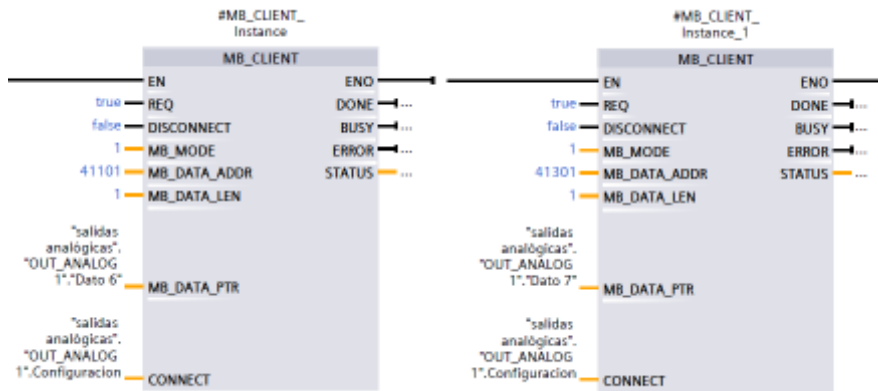 #MB_CLIENT_
Instance
MB_CLIENT
EN
ENO
true
REQ
DONE
...
false
DISCONNECT
BUSY
...
1
MB_MODE
ERROR
...
41101
MB_DATA_ADDR
STATUS
...
1
MB_DATA_LEN
"salidas
analógicas".
"OUT_ANALOG
1"."Dato 6"
MB_DATA_PTR
"salidas
analógicas".
"OUT_ANALOG
1".Configuracion
CONNECT
#MB_CLIENT_
Instance_1
MB_CLIENT
EN
ENO
true
REQ
DONE
...
false
DISCONNECT
BUSY
...
1
MB_MODE
ERROR
...
41301
MB_DATA_ADDR
STATUS
...
1
MB_DATA_LEN
"salidas
analógicas".
"OUT_ANALOG
1"."Dato 7"
MB_DATA_PTR
"salidas
analógicas".
"OUT_ANALOG
1".Configuracion
CONNECT